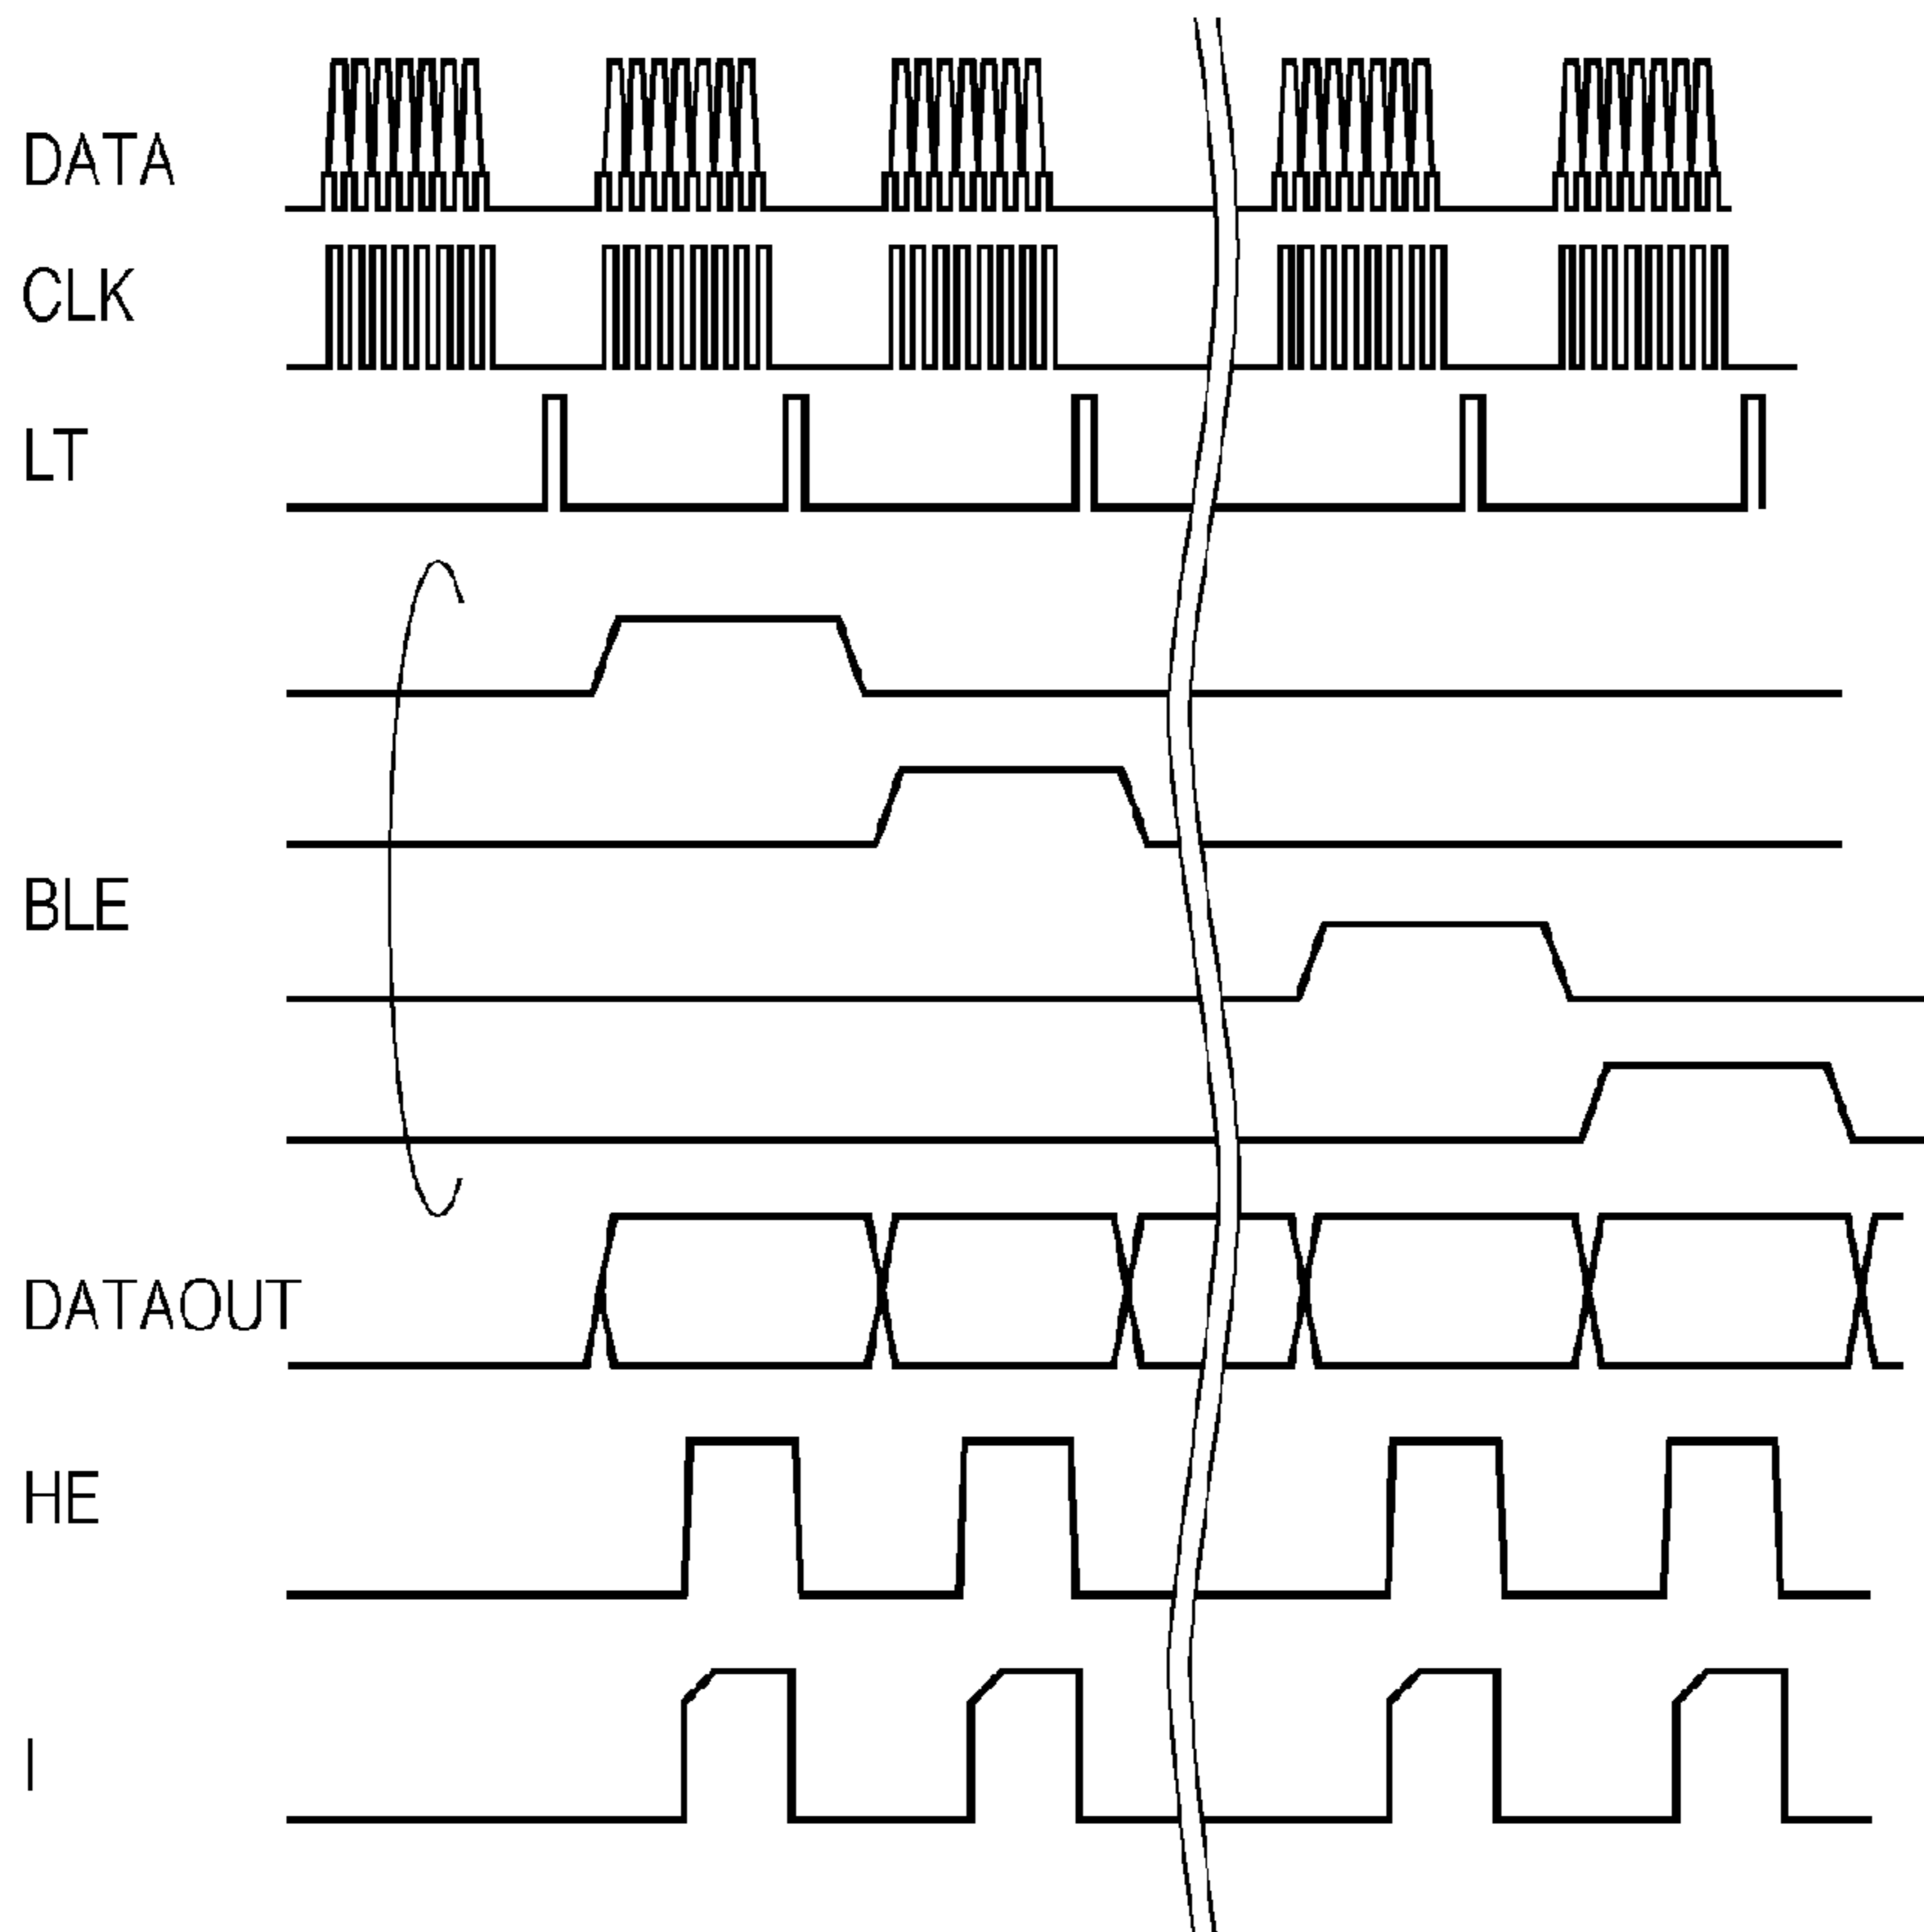 DATA
CLK
LT
BLE
DATAOUT
HE
I